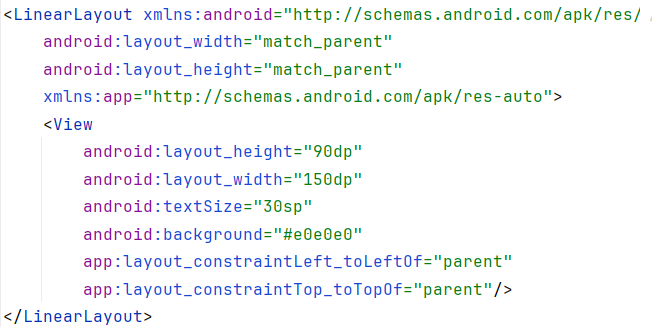 <LinearLayout xmlns:android="http://schemas.android.com/apk/res/
android:layout_width="match_parent"
android:layout_height="match_parent"
xmlns:app="http://schemas.android.com/apk/res-auto">
<View
android:layout_height="90dp"
android:layout_width="150dp"
android:textSize="30sp"
android:background="#e0e0e0"
app:layout_constraintLeft_toLeftOf="parent"
app:layout_constraintTop_toTopOf="parent"/>
</LinearLayout>